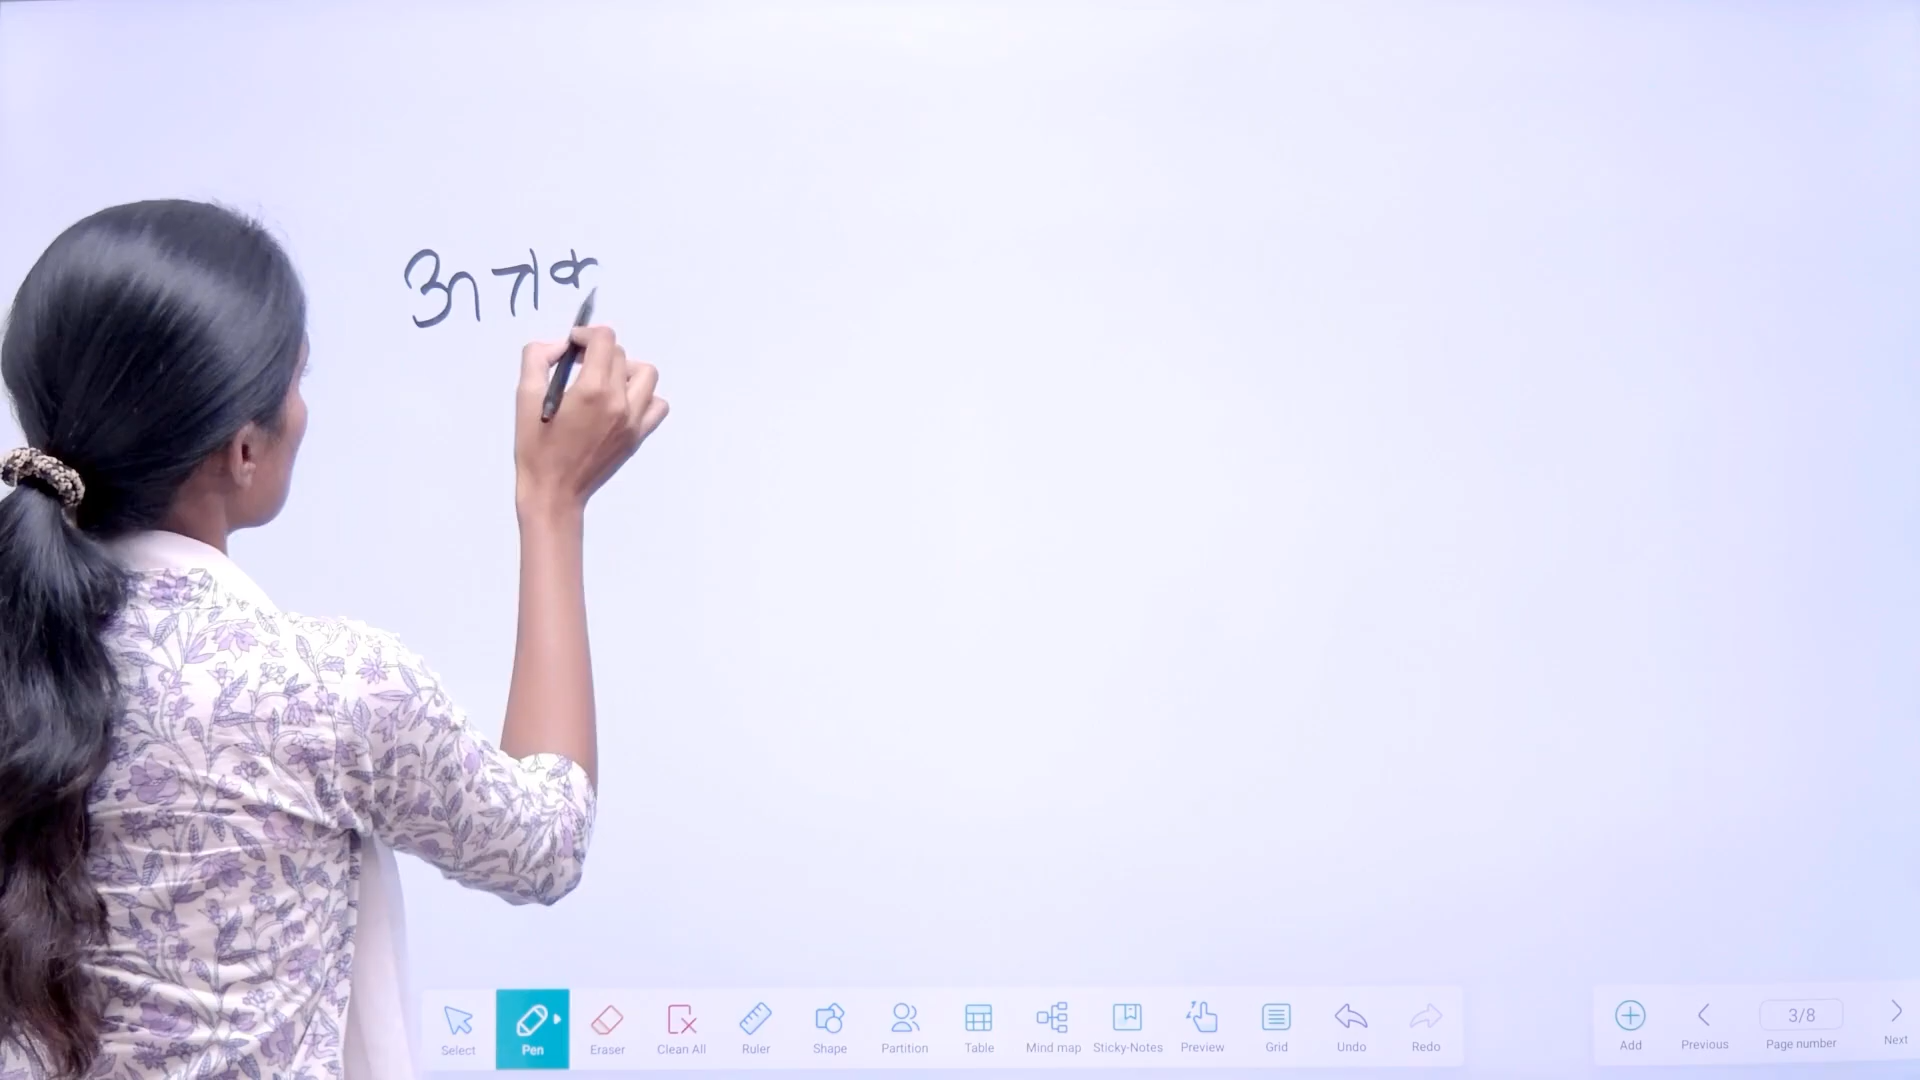 Select
Pen
Eraser
Clean All
Ruler
Shape
Partition
Table
Mind map
Sticky-Notes
Preview
Grid
Undo
Redo
Add
Previous
3/8
Page number
Next